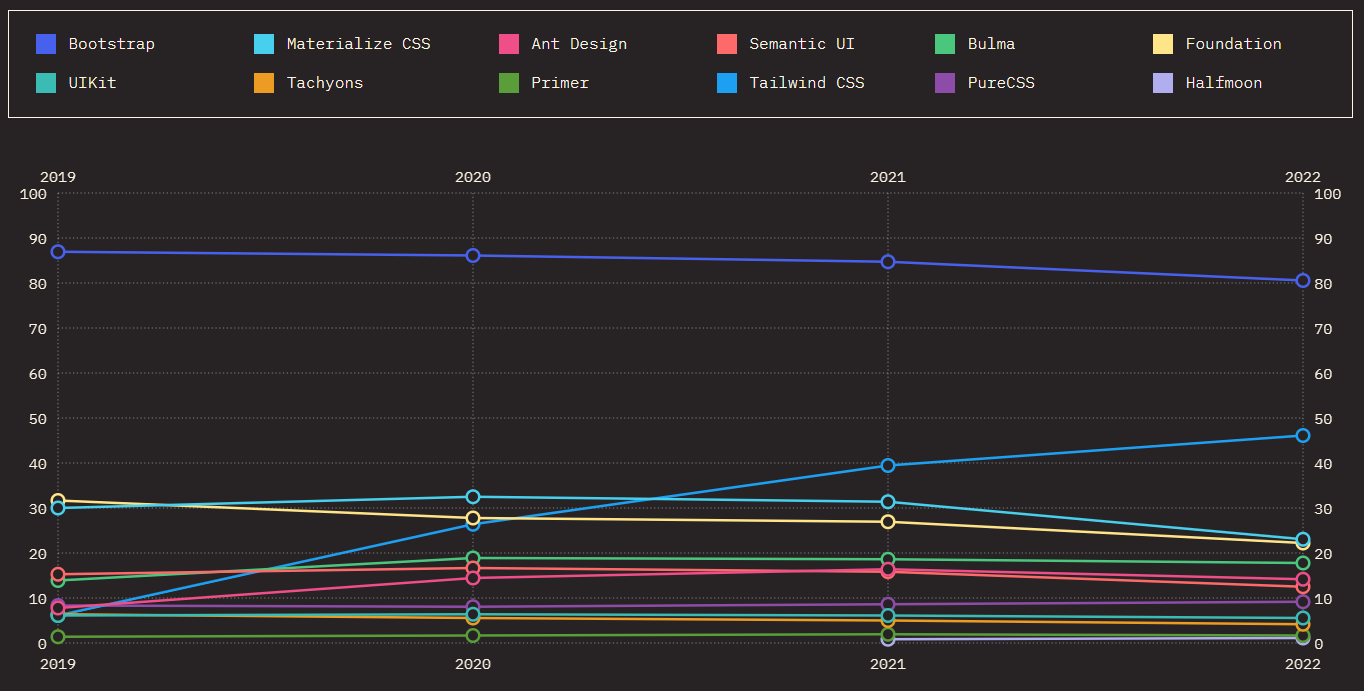 Bootstrap Materialize CSS Ant Design Semantic UI Bulma Foundation
UIKit Tachyons Primer Tailwind CSS PureCSS Halfmoon
2019 2020 2021 2022
100 100
90 90
80 80
70 70
60 60
50 50
40 40
30 30
20 20
10 10
0 0
2019 2020 2021 2022